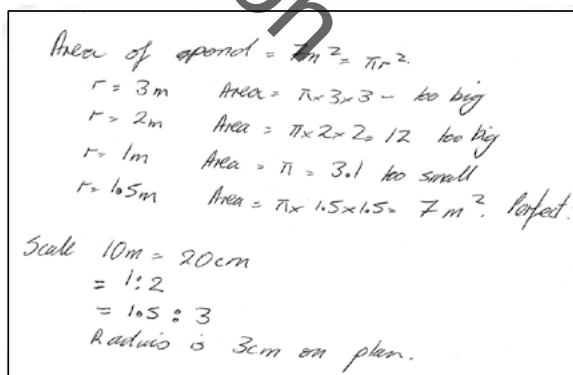 on
Area of apond = 7m² = πr².
r = 3m Area = π×3×3 - too big
r = 2m Area = π×2×2 = 12 too big
r = 1m Area = π = 3.1 too small
r = 1.5m Area = π × 1.5×1.5 = 7m². Perfect.
Scale 10m = 20cm
= 1:2
= 1.5 : 3
Radius is 3cm on plan.